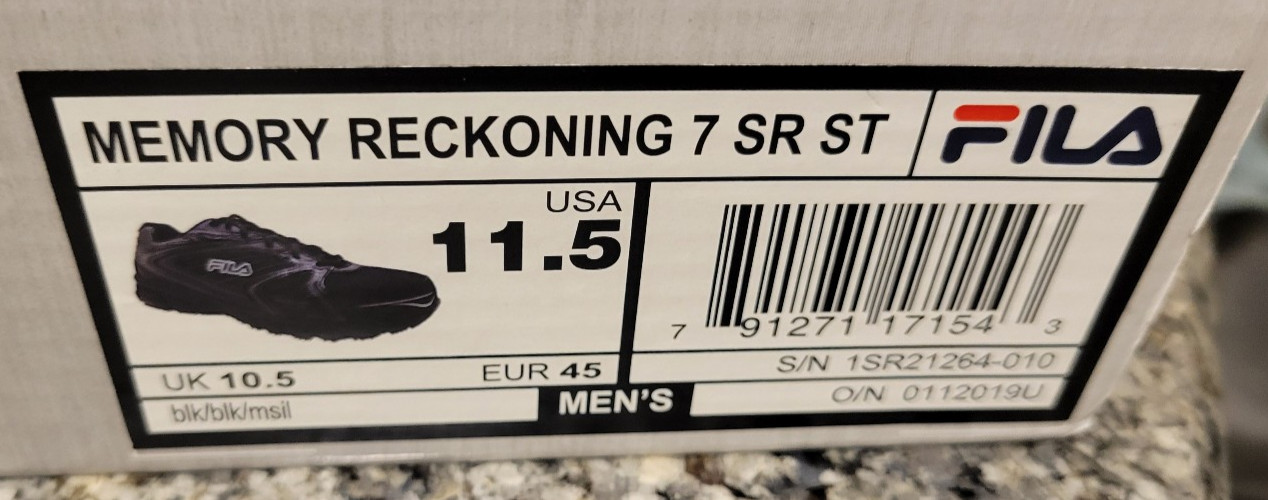 MEMORY RECKONING 7 SR ST
FILA
USA
11.5
FILA
UK 10.5
EUR 45
blk/blk/msil
MEN'S
7 91271 17154 3
S/N 1SR21264-010
O/N 0112019U